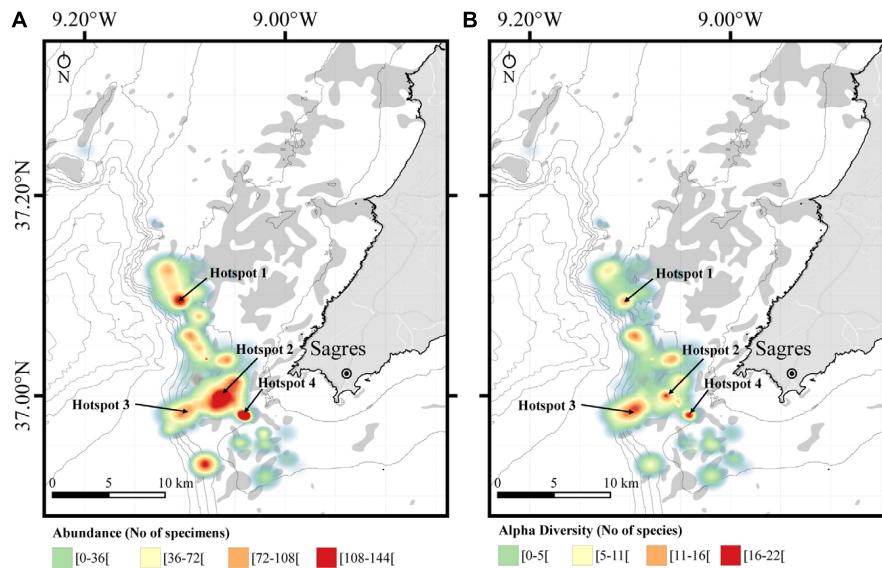 A
9.20°W
9.00°W
B
9.20°W
9.00°W
N
N
37.20°N
37.00°N
Hotspot 1
Hotspot 2
Sagres
Hotspot 4
Hotspot 3
0 5 10 km
Hotspot 1
Hotspot 2
Sagres
Hotspot 4
Hotspot 3
0 5 10 km
Abundance (No of specimens)
[0-36[ [36-72[ [72-108[ [108-144[
Alpha Diversity (No of species)
[0-5[ [5-11[ [11-16[ [16-22[